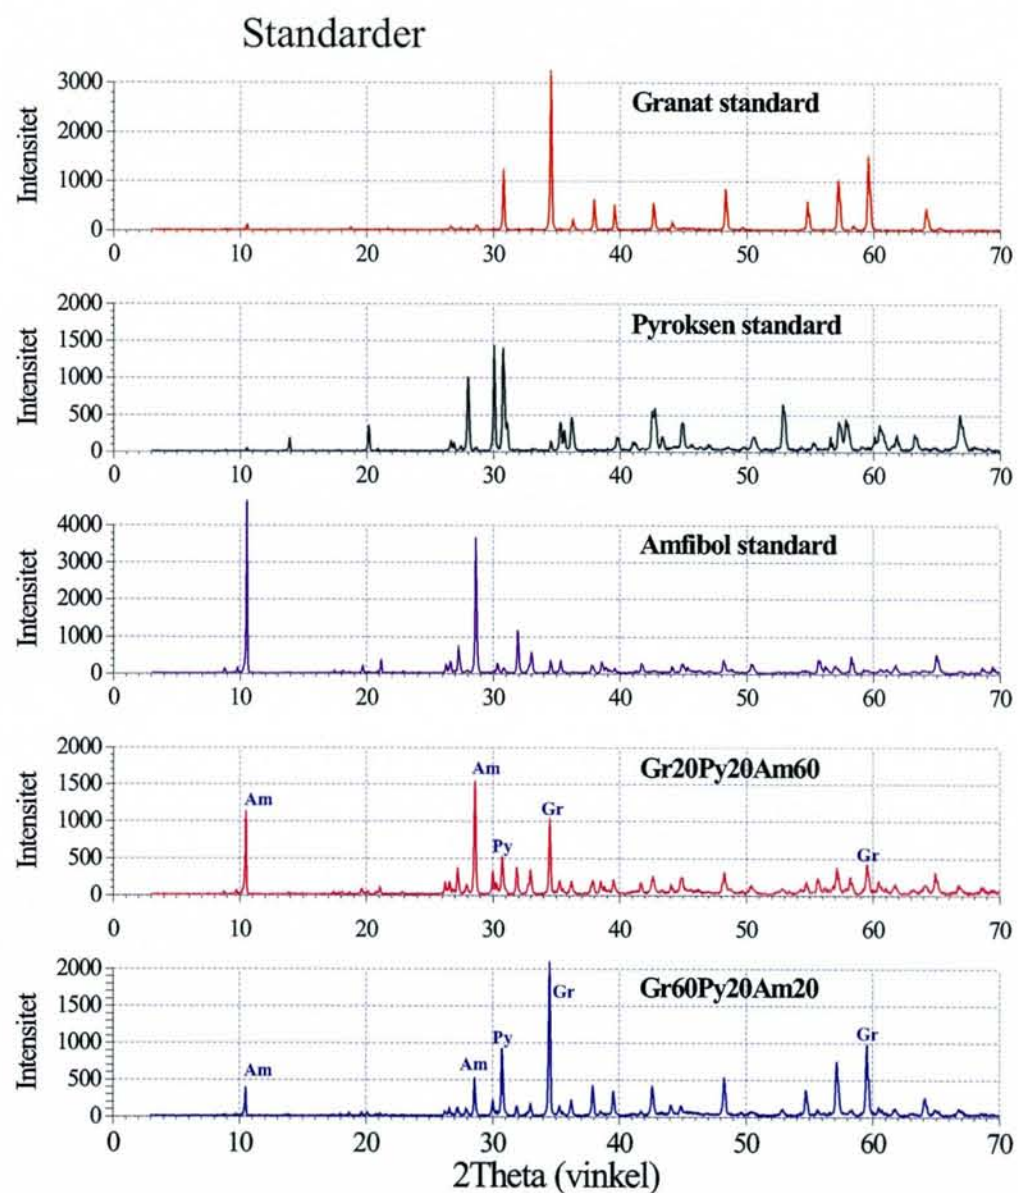 Standarder
Intensitet
3000
2000
1000
0
Granat standard
0 10 20 30 40 50 60 70
Intensitet
2000
1500
1000
500
0
Pyroksen standard
0 10 20 30 40 50 60 70
Intensitet
4000
3000
2000
1000
0
Amfibol standard
0 10 20 30 40 50 60 70
Intensitet
2000
1500
1000
500
0
Gr20Py20Am60
Am
Am
Py
Gr
Gr
0 10 20 30 40 50 60 70
Intensitet
2000
1500
1000
500
0
Gr60Py20Am20
Am
Am
Py
Gr
Gr
0 10 20 30 40 50 60 70
2Theta (vinkel)